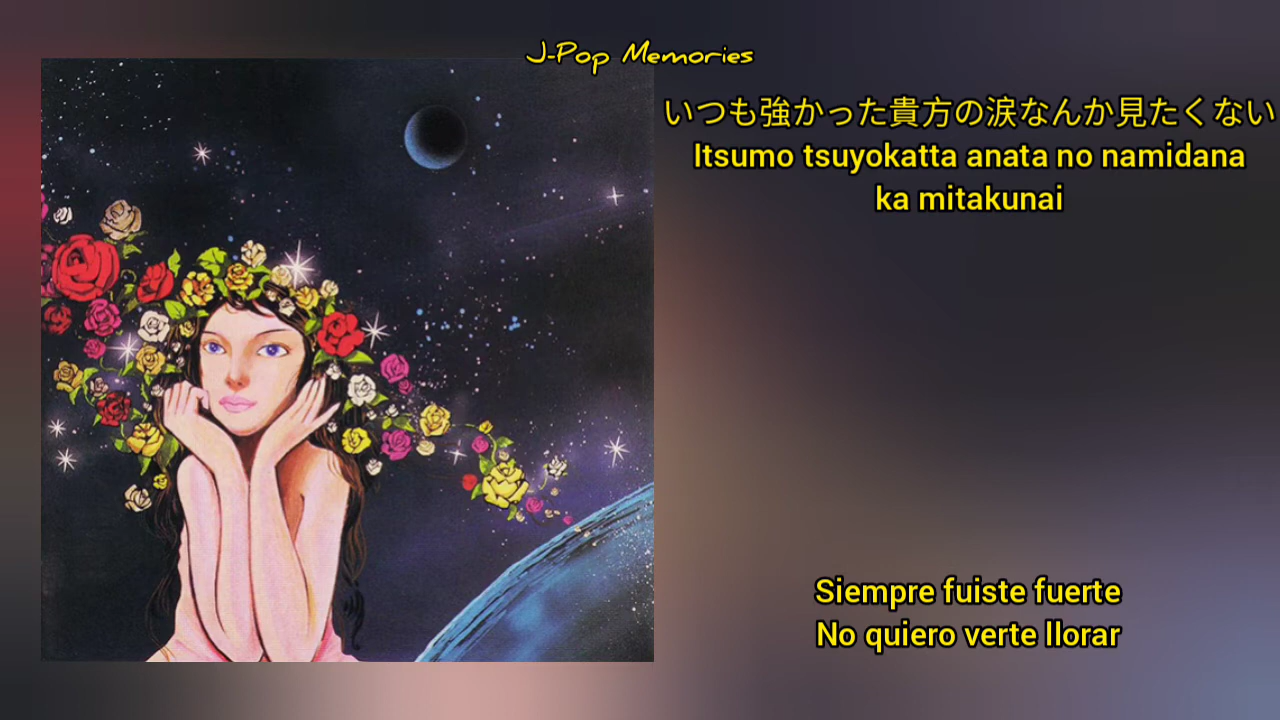 J-Pop Memories
いつも強かった貴方の涙なんか見たくない
Itsumo tsuyokatta anata no namidana
ka mitakunai
Siempre fuiste fuerte
No quiero verte llorar